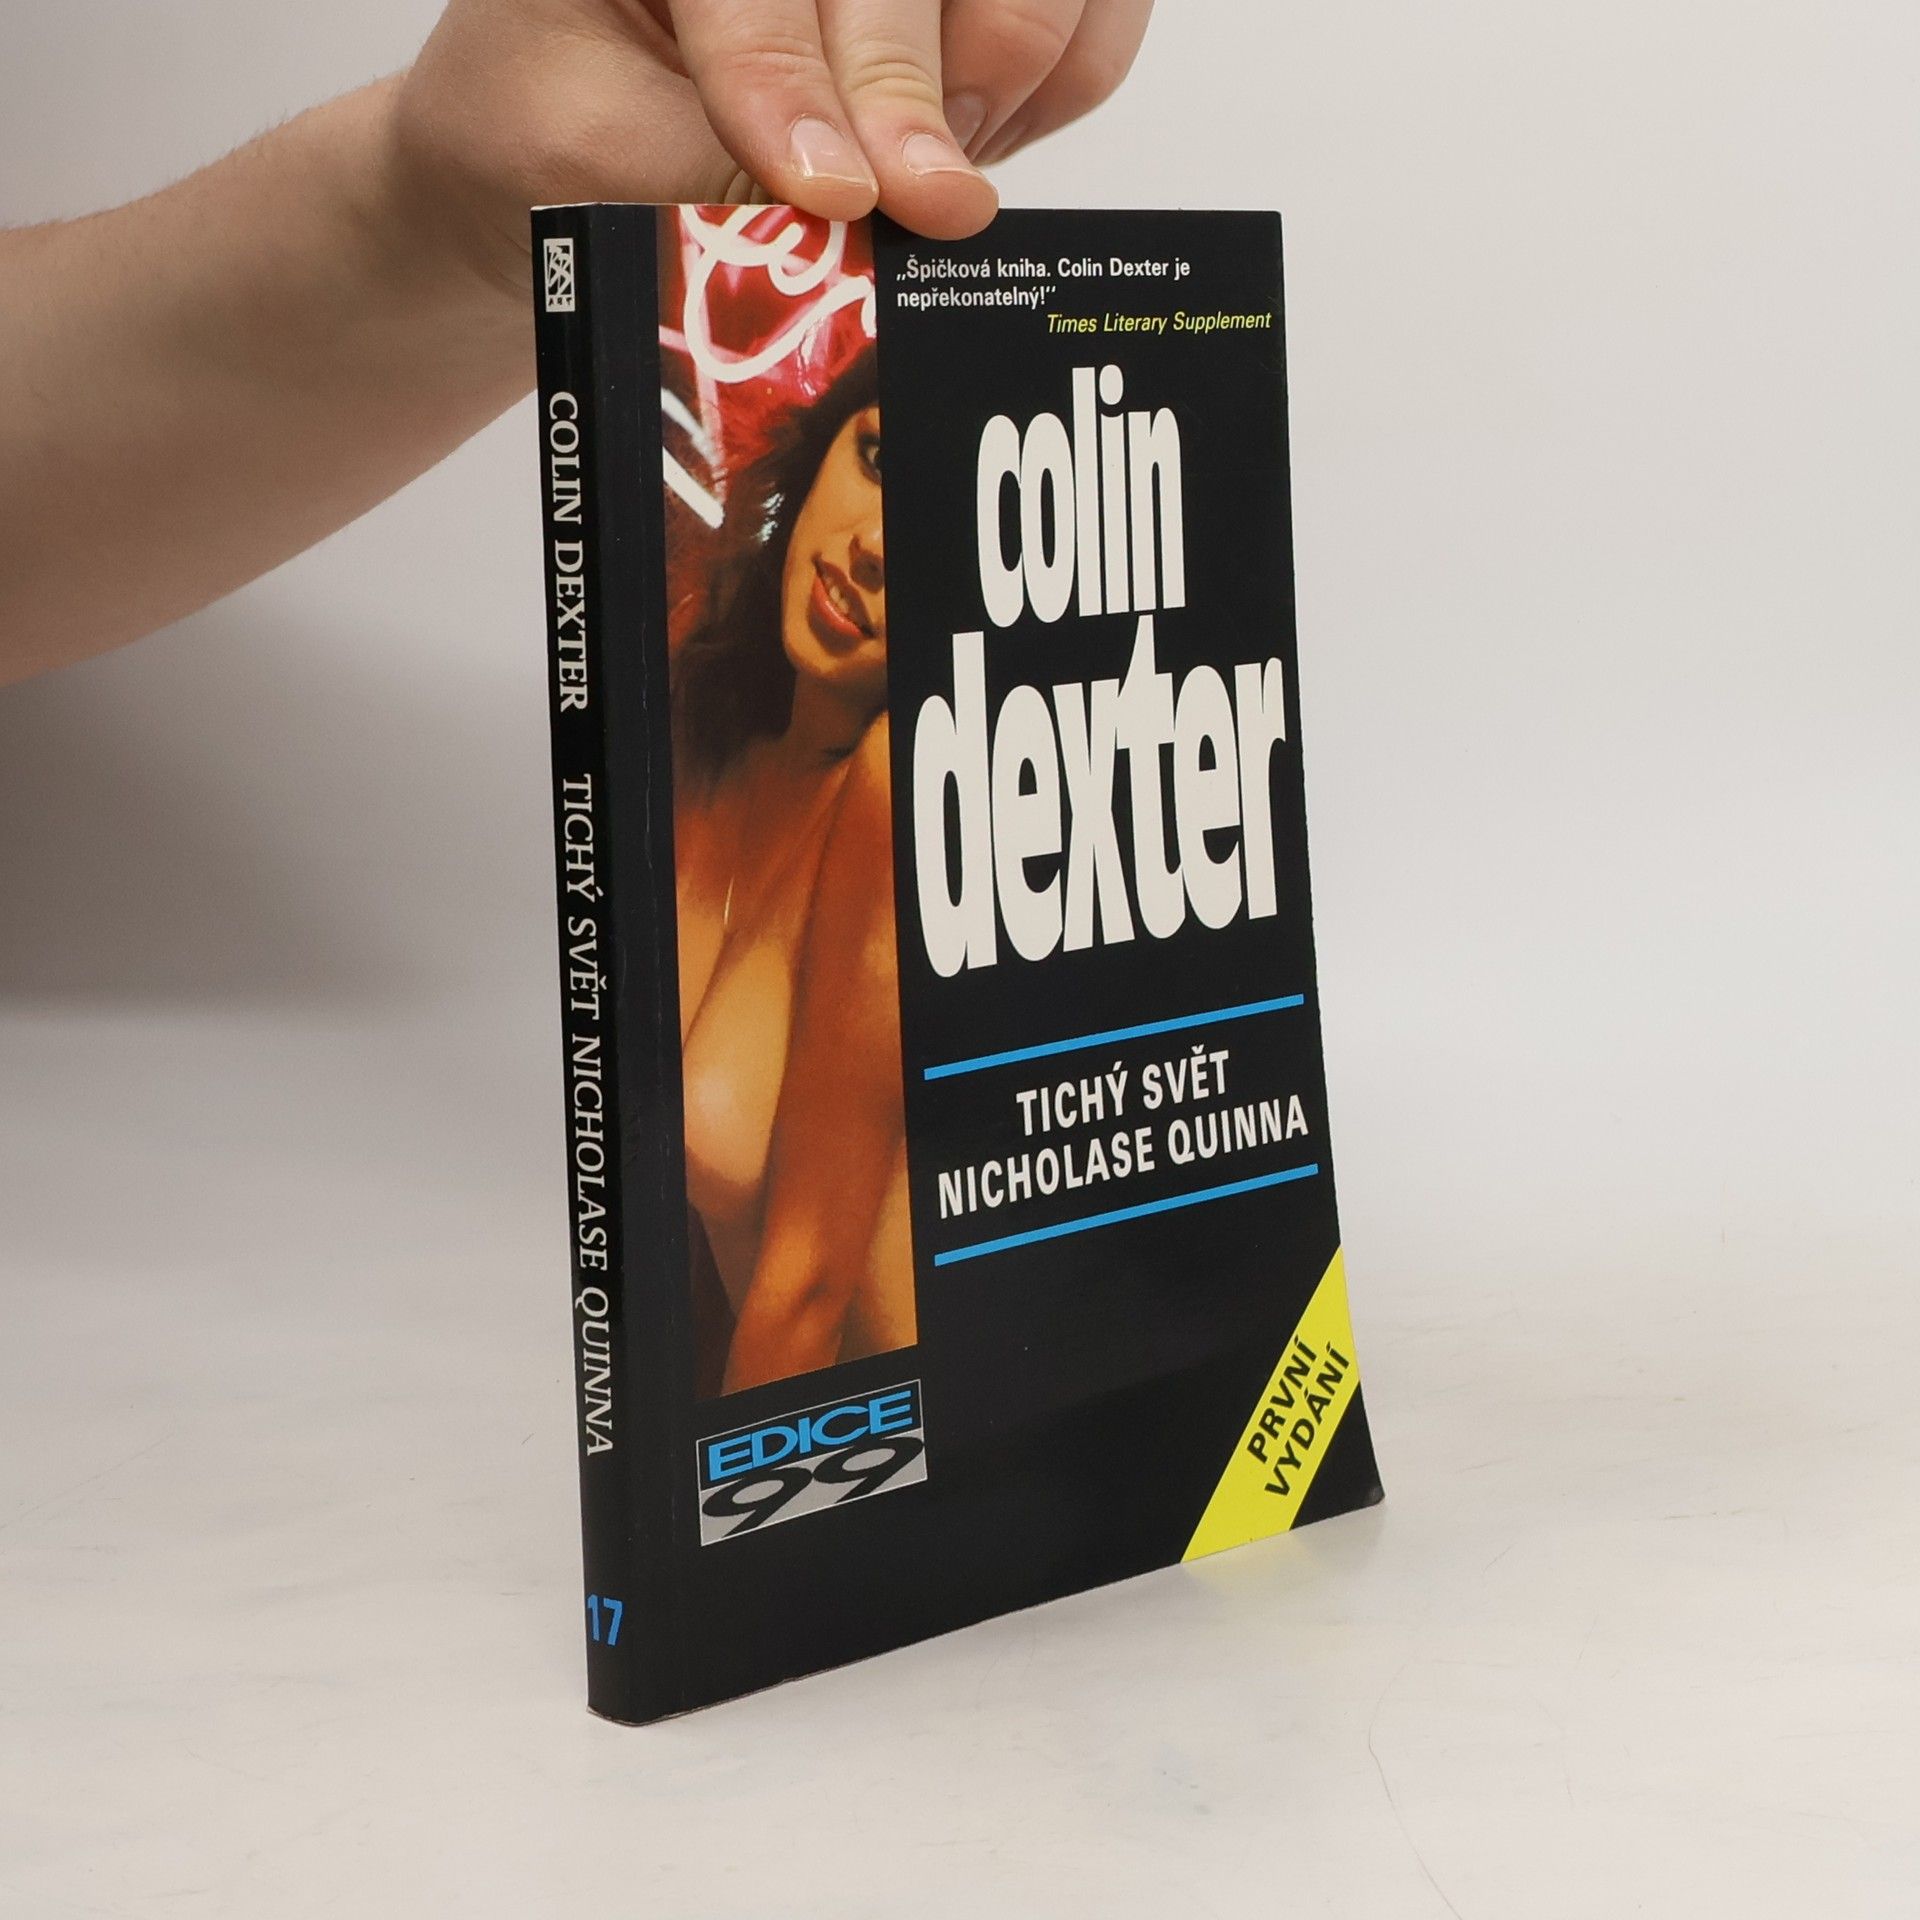 ART
COLIN DEXTER TICHÝ SVĚT NICHOLASE QUINNA
17
„Špičková kniha. Colin Dexter je
nepřekonatelný!“
Times Literary Supplement
colin
dexter
TICHÝ SVĚT
NICHOLASE QUINNA
EDICE
99
PRVNÍ
VYDÁNÍ